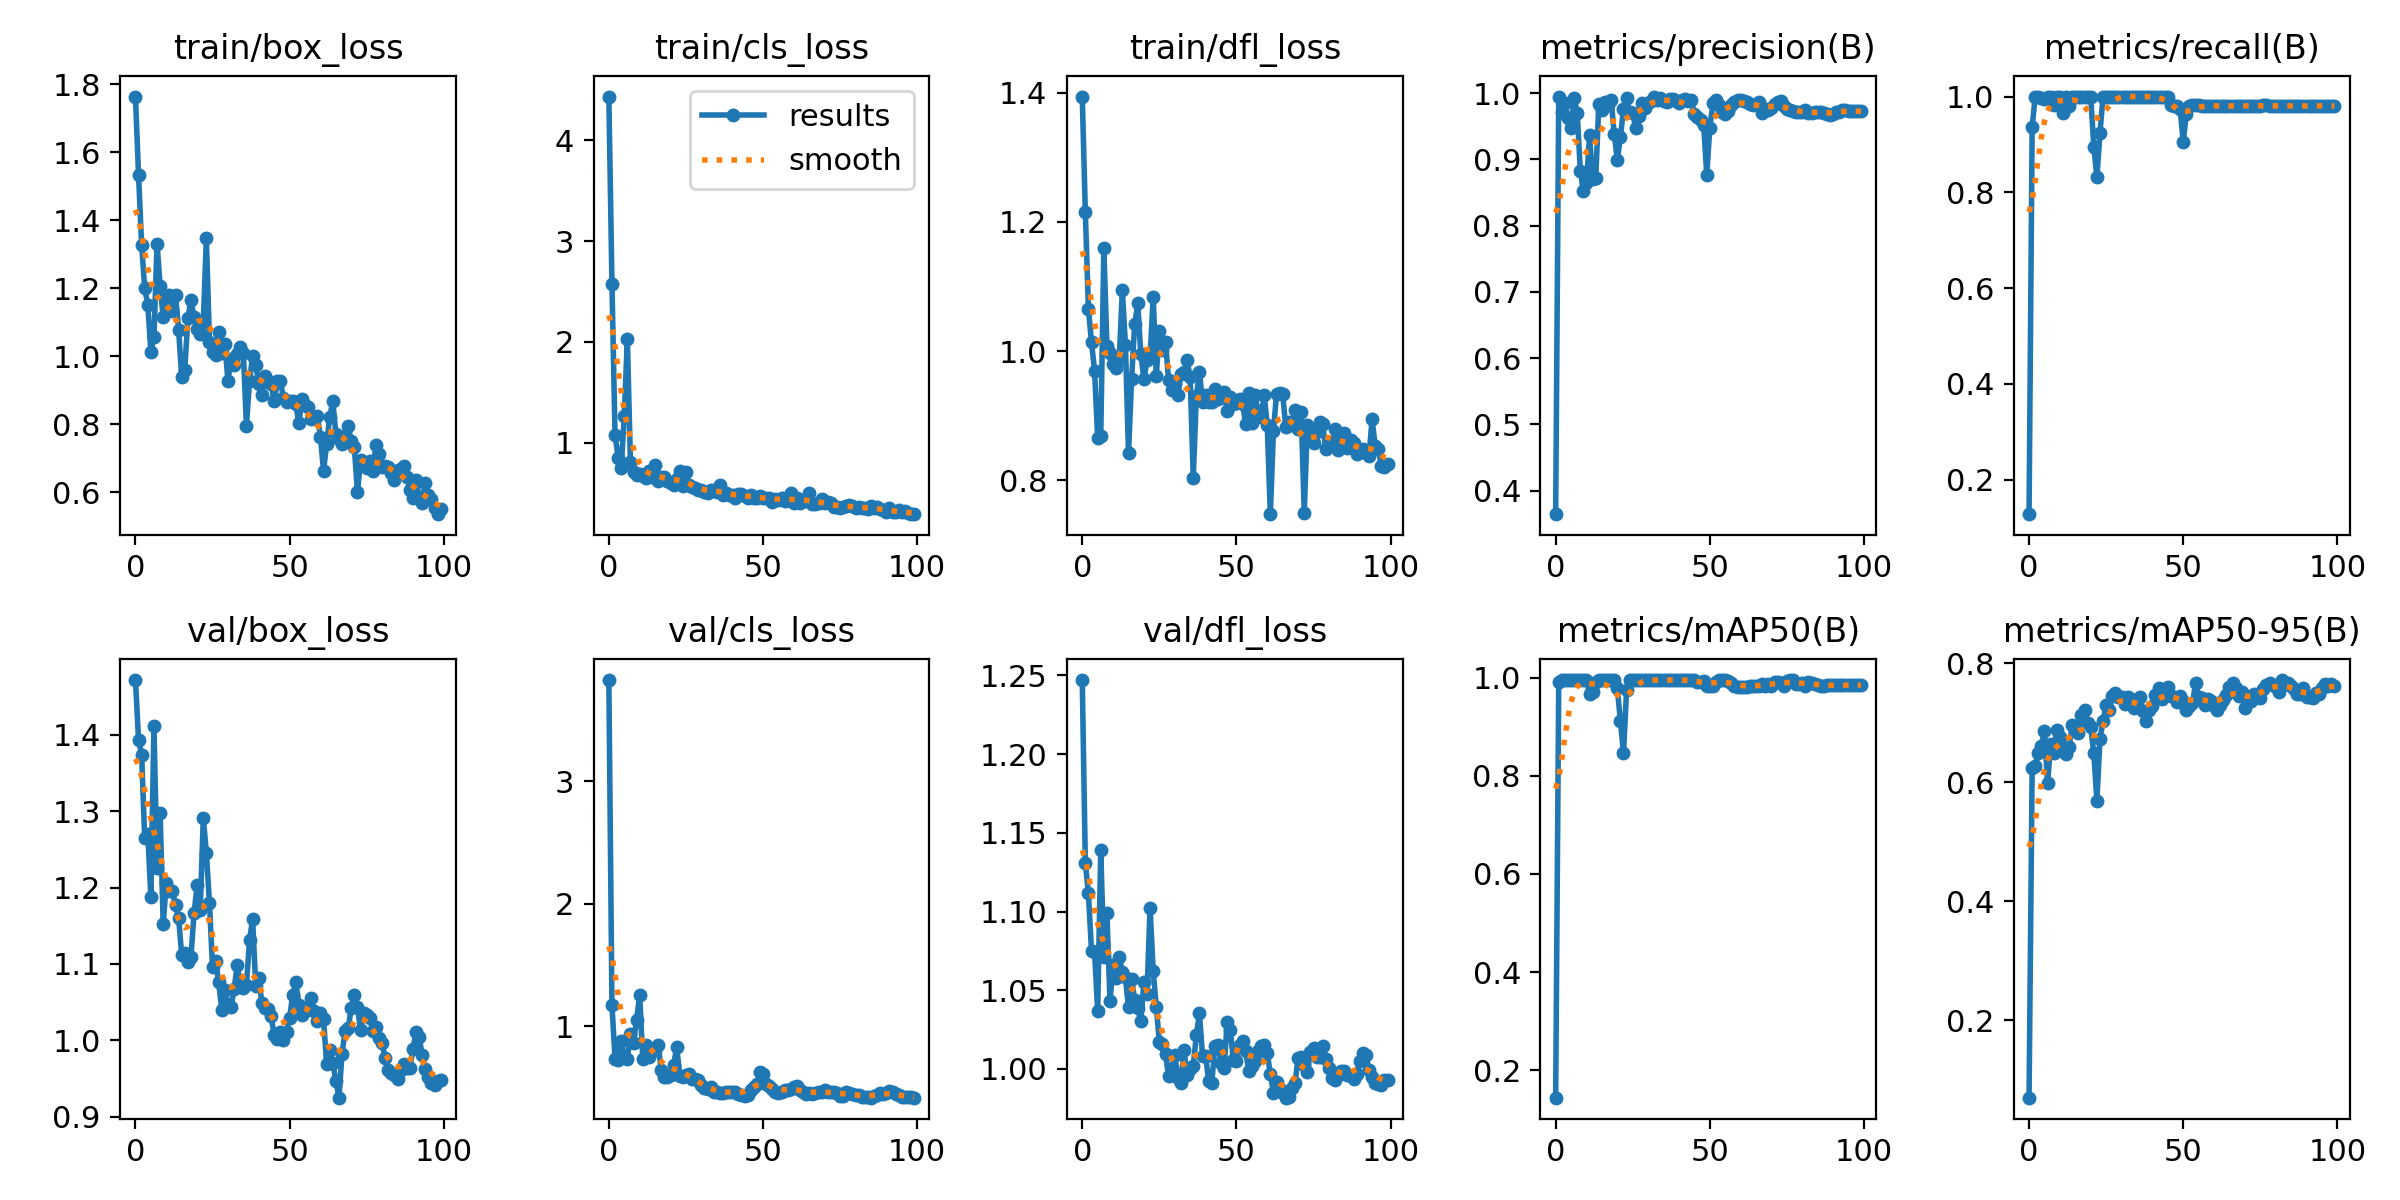 train/box_loss
1.8
1.6
1.4
1.2
1.0
0.8
0.6
0 50 100
train/cls_loss
results
smooth
4
3
2
1
0 50 100
train/dfl_loss
1.4
1.2
1.0
0.8
0 50 100
metrics/precision(B)
1.0
0.9
0.8
0.7
0.6
0.5
0.4
0 50 100
metrics/recall(B)
1.0
0.8
0.6
0.4
0.2
0 50 100
val/box_loss
1.4
1.3
1.2
1.1
1.0
0.9
0 50 100
val/cls_loss
3
2
1
0 50 100
val/dfl_loss
1.25
1.20
1.15
1.10
1.05
1.00
0 50 100
metrics/mAP50(B)
1.0
0.8
0.6
0.4
0.2
0 50 100
metrics/mAP50-95(B)
0.8
0.6
0.4
0.2
0 50 100